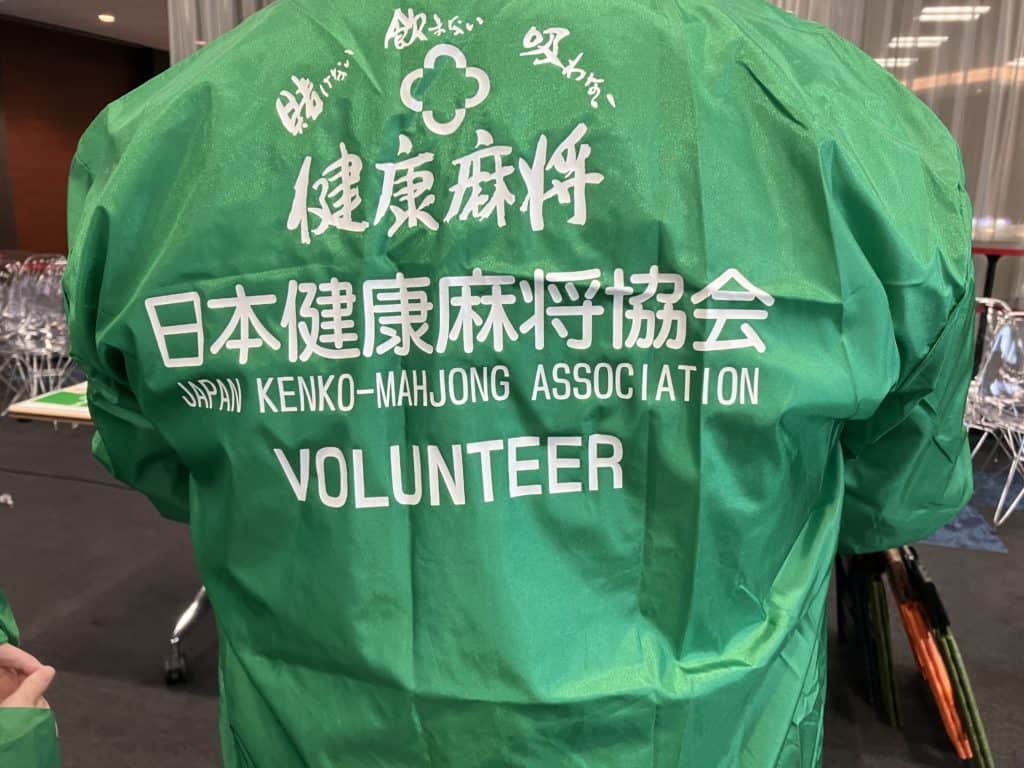 賭けない 飲まない 吸わない
健康麻将
日本健康麻将協会
JAPAN KENKO-MAHJONG ASSOCIATION
VOLUNTEER